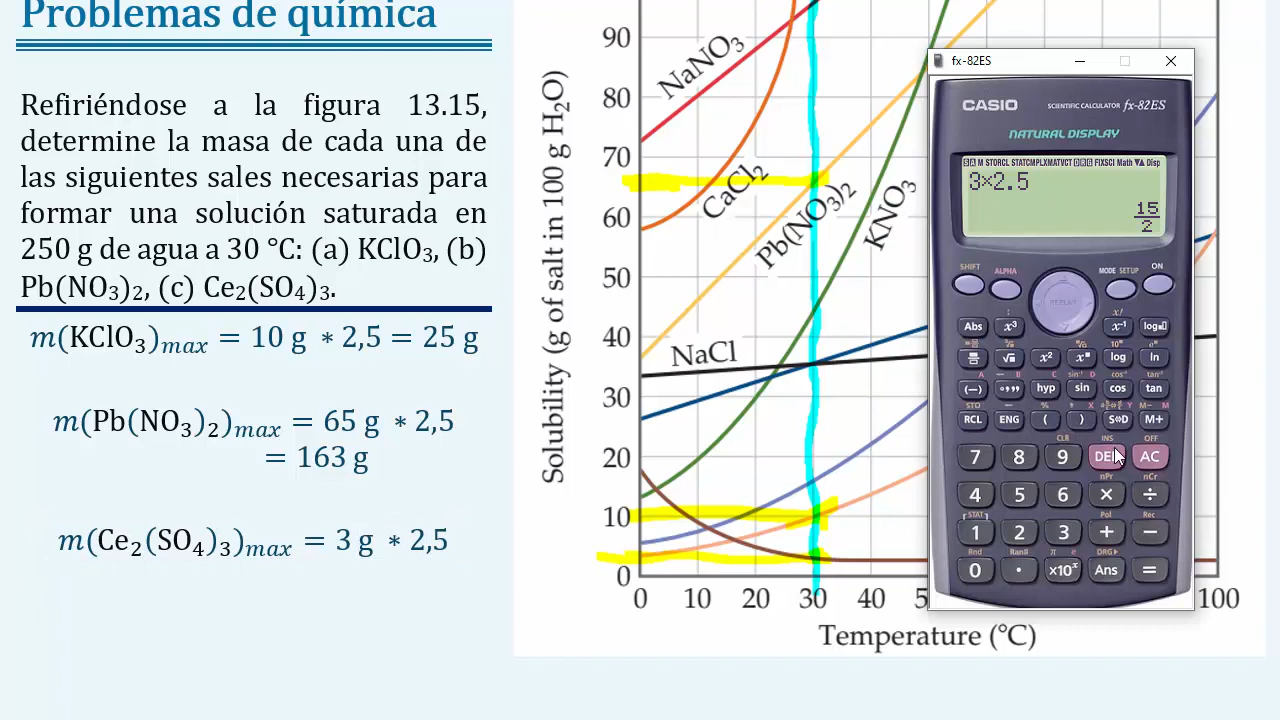 Problemas de química
Refiriéndose a la figura 13.15,
determine la masa de cada una de
las siguientes sales necesarias para
formar una solución saturada en
250 g de agua a 30 °C: (a) KClO₃, (b)
Pb(NO₃)₂, (c) Ce₂(SO₄)₃.
m(KClO₃)max = 10 g * 2,5 = 25 g
m(Pb(NO₃)₂)max = 65 g * 2,5
= 163 g
m(Ce₂(SO₄)₃)max = 3 g * 2,5
Solubility (g of salt in 100 g H₂O)
90
80
70
60
50
40
30
20
10
0
NaNO₃
CaCl₂
Pb(NO₃)₂
KNO₃
NaCl
0 10 20 30 40 5 100
Temperature (°C)
fx-82ES
CASIO SCIENTIFIC CALCULATOR fx-82ES
NATURAL DISPLAY
3×2.5
15
2
SHIFT ALPHA MODE SETUP ON
REPLAY
Abs x³ x⁻¹ log
x² log ln
(−) hyp sin cos tan
RCL ENG ( ) S⇔D M+
7 8 9 DEL AC
4 5 6 × ÷
1 2 3 + −
0 · ×10ˣ Ans =